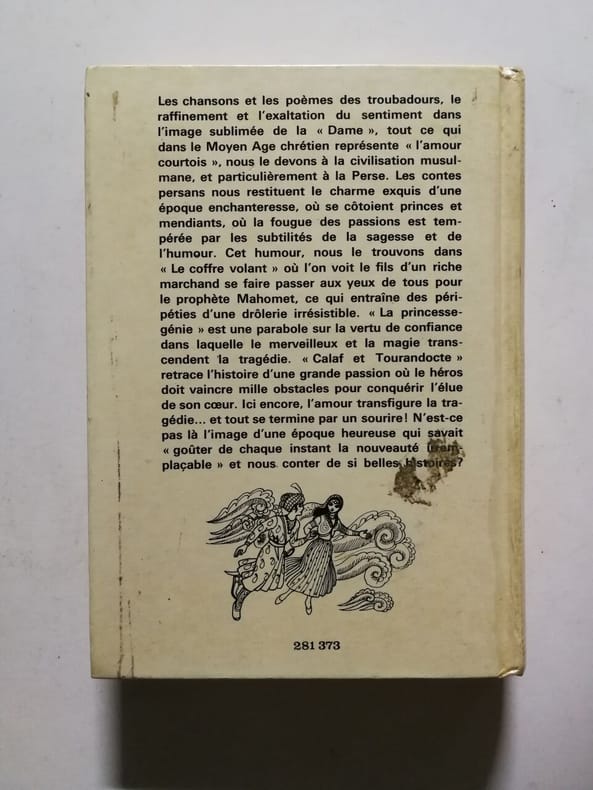 Les chansons et les poèmes des troubadours, le
raffinement et l'exaltation du sentiment dans
l'image sublimée de la « Dame », tout ce qui
dans le Moyen Age chrétien représente « l'amour
courtois », nous le devons à la civilisation musul-
mane, et particulièrement à la Perse. Les contes
persans nous restituent le charme exquis d'une
époque enchanteresse, où se côtoient princes et
mendiants, où la fougue des passions est tem-
pérée par les subtilités de la sagesse et de
l'humour. Cet humour, nous le trouvons dans
« Le coffre volant » où l'on voit le fils d'un riche
marchand se faire passer aux yeux de tous pour
le prophète Mahomet, ce qui entraîne des péri-
péties d'une drôlerie irrésistible. « La princesse-
génie » est une parabole sur la vertu de confiance
dans laquelle le merveilleux et la magie trans-
cendent la tragédie. « Calaf et Tourandocte »
retrace l'histoire d'une grande passion où le héros
doit vaincre mille obstacles pour conquérir l'élue
de son cœur. Ici encore, l'amour transfigure la tra-
gédie... et tout se termine par un sourire ! N'est-ce
pas là l'image d'une époque heureuse qui savait
« goûter de chaque instant la nouveauté irrem-
plaçable » et nous conter de si belles histoires?
281 373